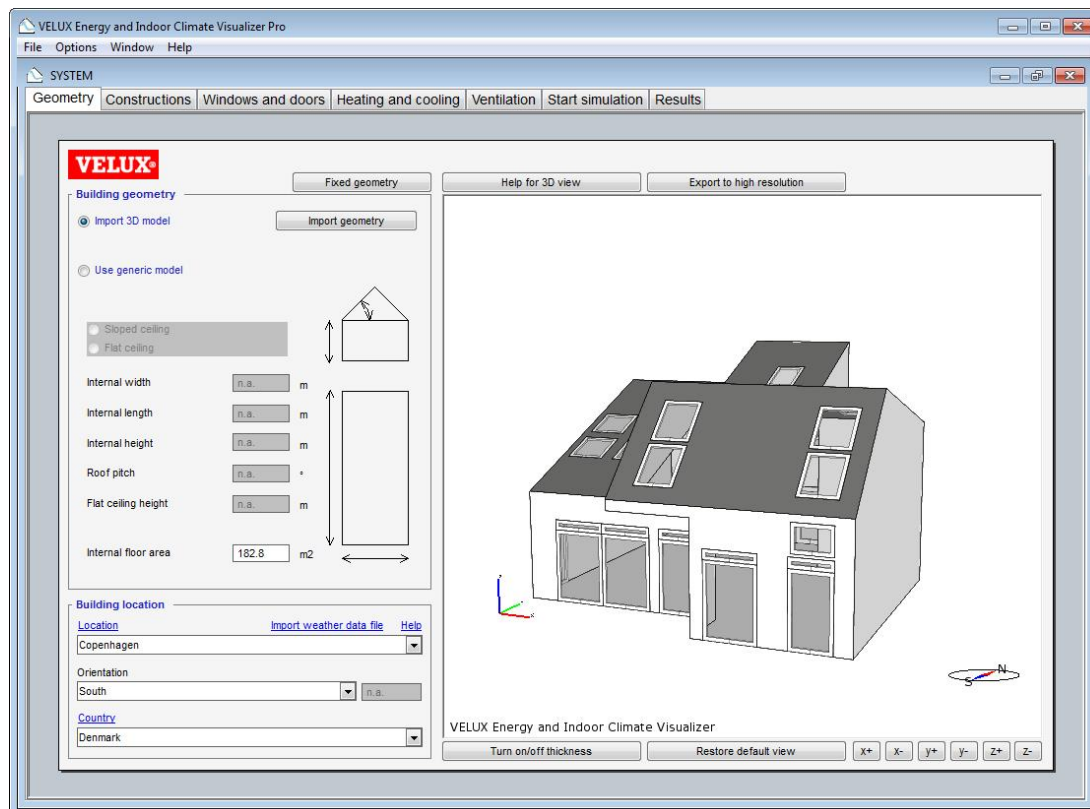 VELUX Energy and Indoor Climate Visualizer Pro
File Options Window Help
SYSTEM
Geometry Constructions Windows and doors Heating and cooling Ventilation Start simulation Results
VELUX®
Fixed geometry Help for 3D view Export to high resolution
Building geometry
Import 3D model Import geometry
Use generic model
Sloped ceiling
Flat ceiling
Internal width n.a. m
Internal length n.a. m
Internal height n.a. m
Roof pitch n.a. °
Flat ceiling height n.a. m
Internal floor area 182.8 m2
Building location
Location Import weather data file Help
Copenhagen
Orientation
South n.a.
Country
Denmark
N
S
VELUX Energy and Indoor Climate Visualizer
Turn on/off thickness Restore default view x+ x- y+ y- z+ z-